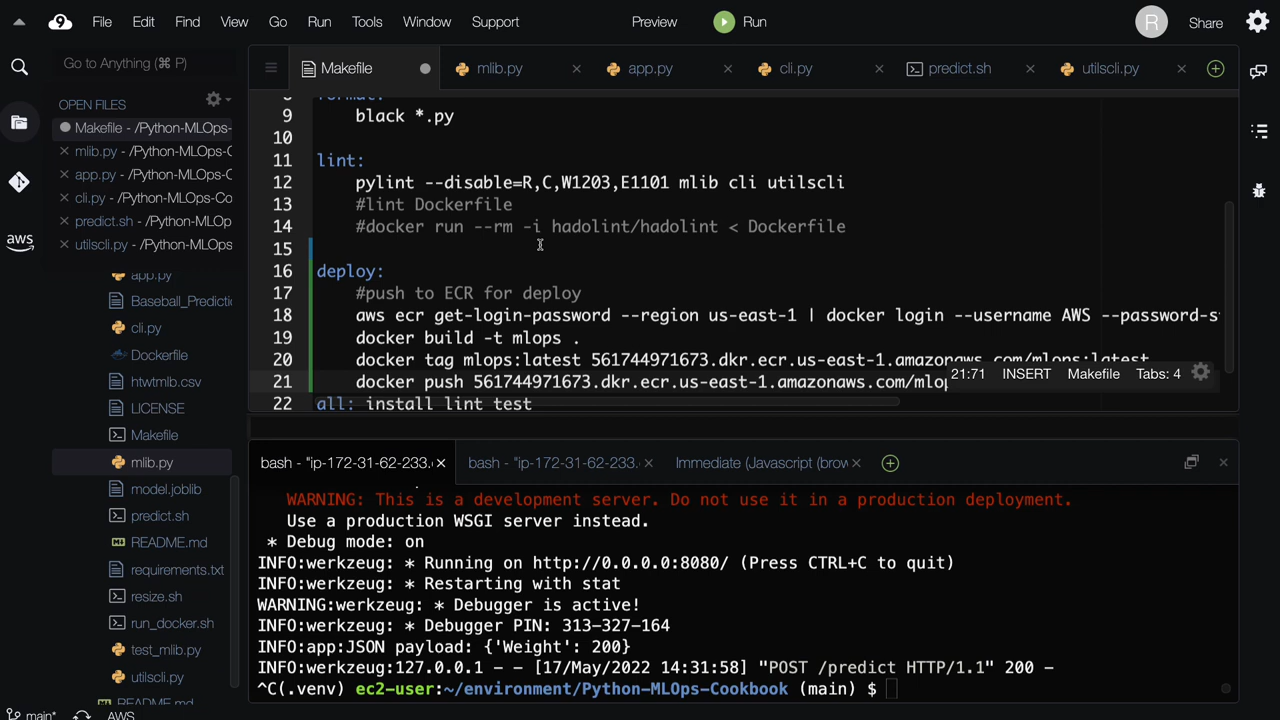 File Edit Find View Go Run Tools Window Support Preview Run R Share
Go to Anything (⌘ P)
Makefile mlib.py × app.py × cli.py × predict.sh × utilscli.py ×
OPEN FILES
Makefile - /Python-MLOps-
× mlib.py - /Python-MLOps-C
× app.py - /Python-MLOps-C
× cli.py - /Python-MLOps-Co
× predict.sh - /Python-MLOp
× utilscli.py - /Python-MLOps
aws
app.py
Baseball_Predictio
cli.py
Dockerfile
htwtmlb.csv
LICENSE
Makefile
mlib.py
model.joblib
predict.sh
README.md
requirements.txt
resize.sh
run_docker.sh
test_mlib.py
utilscli.py
README.md
main* AWS
8 format:
9 black *.py
10
11 lint:
12 pylint --disable=R,C,W1203,E1101 mlib cli utilscli
13 #lint Dockerfile
14 #docker run --rm -i hadolint/hadolint < Dockerfile
15
16 deploy:
17 #push to ECR for deploy
18 aws ecr get-login-password --region us-east-1 | docker login --username AWS --password-st
19 docker build -t mlops .
20 docker tag mlops:latest 561744971673.dkr.ecr.us-east-1.amazonaws.com/mlops:latest
21 docker push 561744971673.dkr.ecr.us-east-1.amazonaws.com/mlop
22 all: install lint test
21:71 INSERT Makefile Tabs: 4
bash - "ip-172-31-62-233. × bash - "ip-172-31-62-233. × Immediate (Javascript (brow ×
WARNING: This is a development server. Do not use it in a production deployment.
Use a production WSGI server instead.
* Debug mode: on
INFO:werkzeug: * Running on http://0.0.0.0:8080/ (Press CTRL+C to quit)
INFO:werkzeug: * Restarting with stat
WARNING:werkzeug: * Debugger is active!
INFO:werkzeug: * Debugger PIN: 313-327-164
INFO:app:JSON payload: {'Weight': 200}
INFO:werkzeug:127.0.0.1 - - [17/May/2022 14:31:58] "POST /predict HTTP/1.1" 200 -
^C(.venv) ec2-user:~/environment/Python-MLOps-Cookbook (main) $